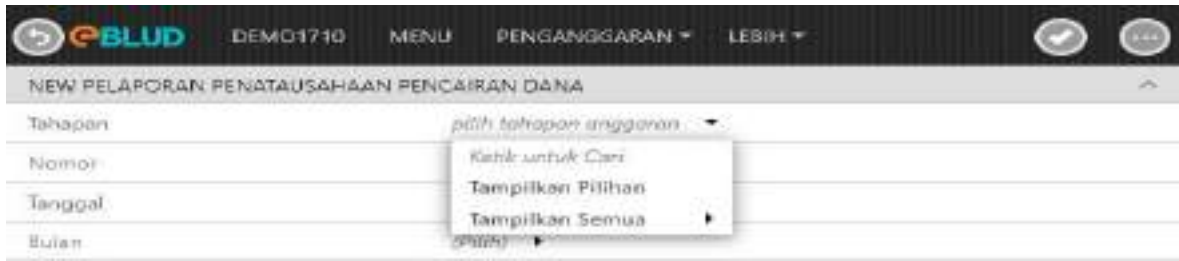 eBLUD DEMO1710 MENU PENGANGGARAN LEBIH
NEW PELAPORAN PENATAUSAHAAN PENCAIRAN DANA
Tahapan pilih tahapan anggaran
Ketik untuk Cari
Nomor
Tampilkan Pilihan
Tanggal
Tampilkan Semua
Bulan (Pilih)